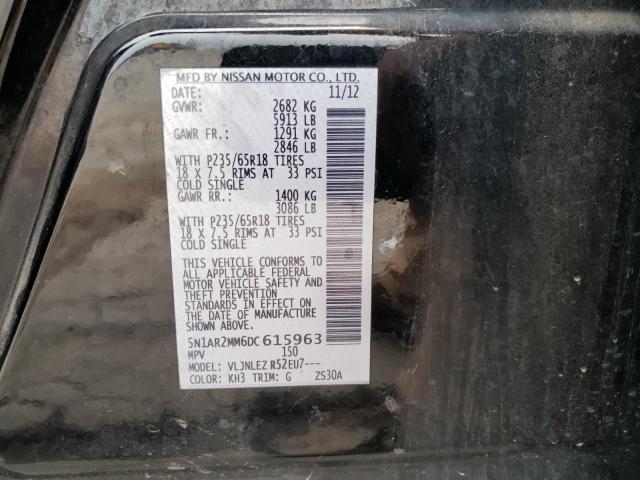 MFD BY NISSAN MOTOR CO., LTD.
DATE: 11/12
GVWR: 2682 KG
5913 LB
GAWR FR.: 1291 KG
2846 LB
WITH P235/65R18 TIRES
18 X 7.5 RIMS AT 33 PSI
COLD SINGLE
GAWR RR.: 1400 KG
3086 LB
WITH P235/65R18 TIRES
18 X 7.5 RIMS AT 33 PSI
COLD SINGLE
THIS VEHICLE CONFORMS TO
ALL APPLICABLE FEDERAL
MOTOR VEHICLE SAFETY AND
THEFT PREVENTION
STANDARDS IN EFFECT ON
THE DATE OF MANUFACTURE
SHOWN ABOVE.
5N1AR2MM6DC615963
MPV 150
MODEL: VLJNLEZ R52EU7---
COLOR: KH3 TRIM: G ZS30A